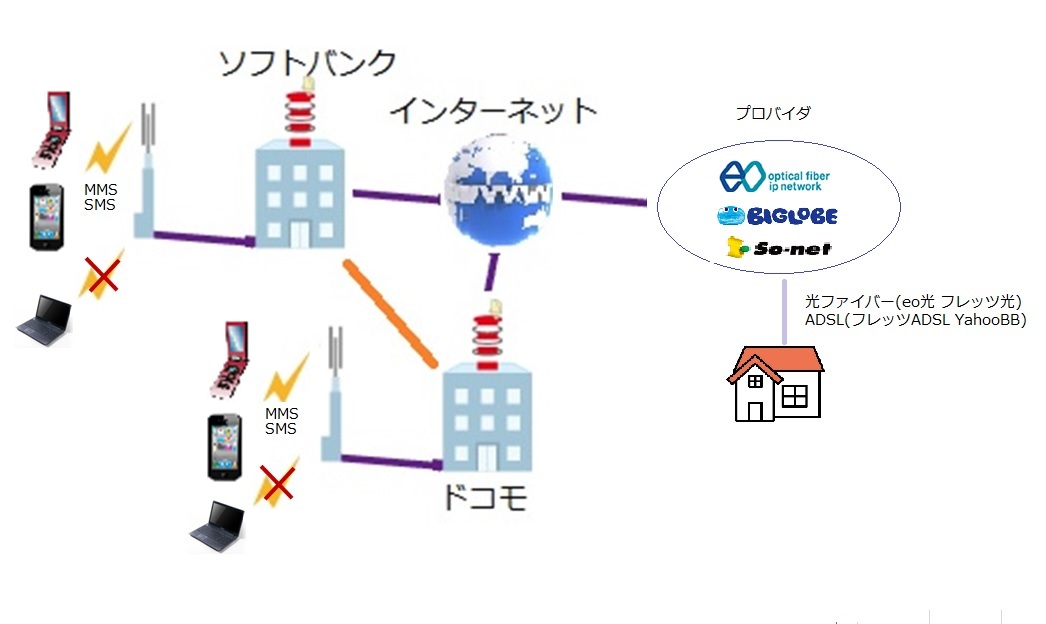 ソフトバンク
インターネット
プロバイダ
MMS
SMS
eo optical fiber
ip network
BIGLOBE
So-net
WWW
光ファイバー(eo光 フレッツ光)
ADSL(フレッツADSL YahooBB)
MMS
SMS
ドコモ